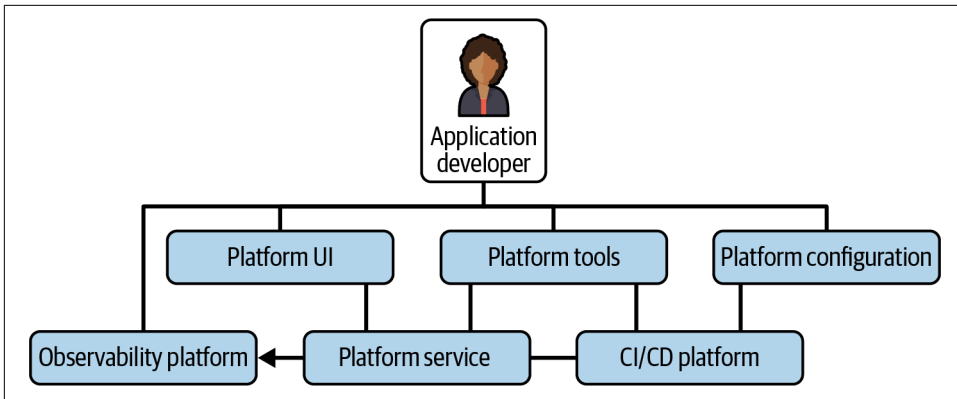 Application
developer
Platform UI
Platform tools
Platform configuration
Observability platform
Platform service
CI/CD platform